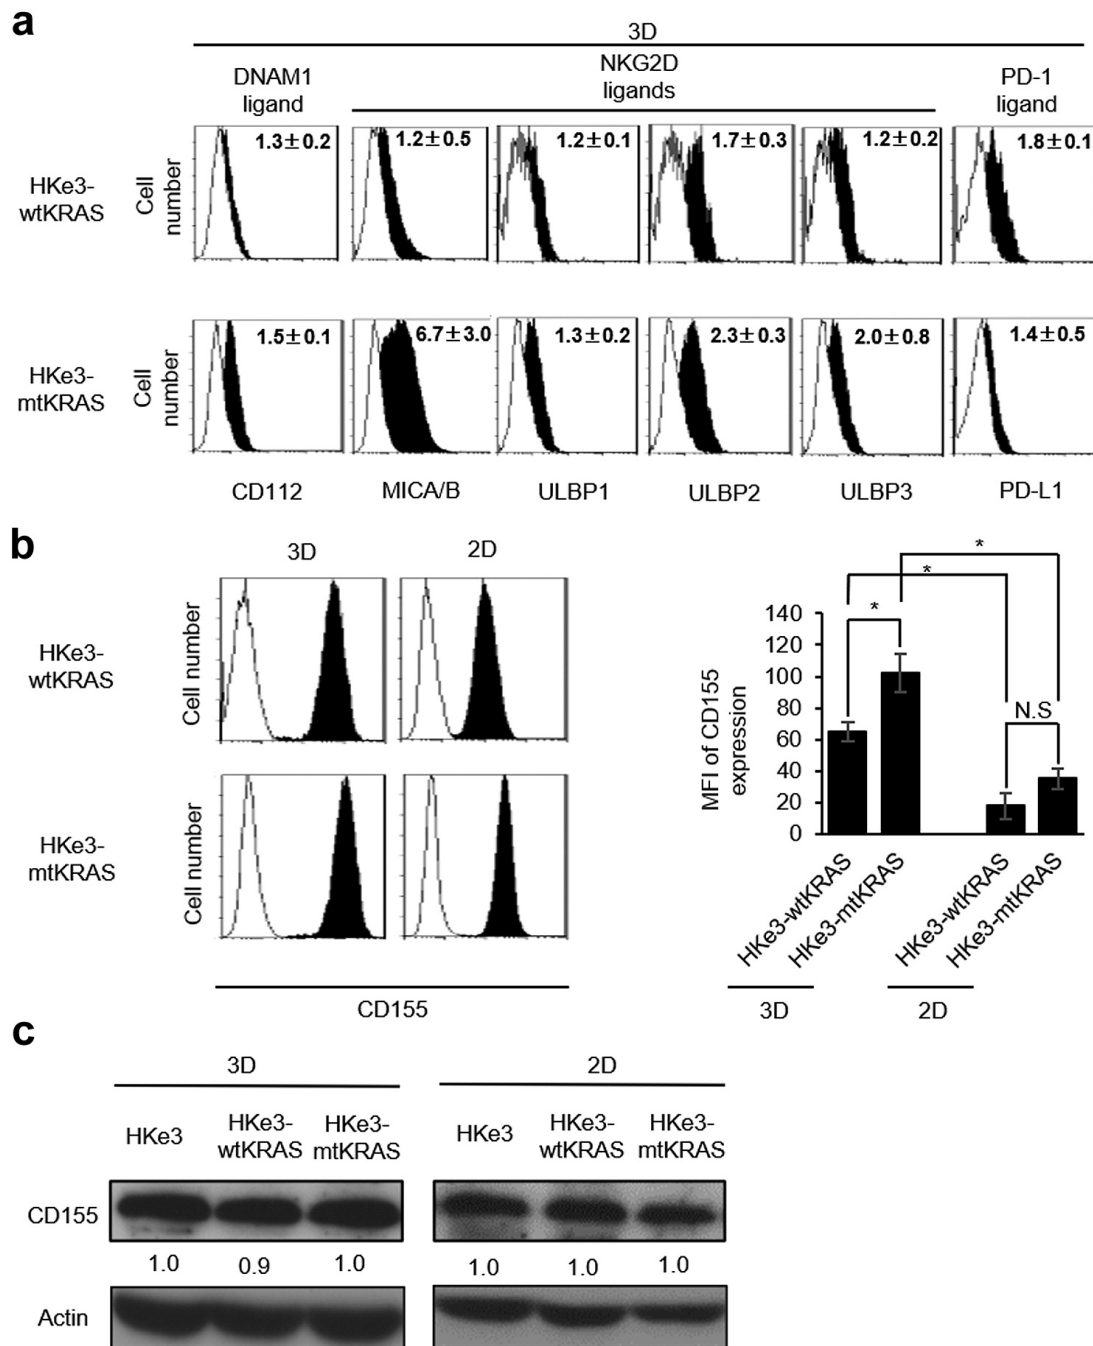 a
3D
DNAM1
ligand
NKG2D
ligands
PD-1
ligand
HKe3-
wtKRAS
Cell
number
1.3±0.2
1.2±0.5
1.2±0.1
1.7±0.3
1.2±0.2
1.8±0.1
HKe3-
mtKRAS
Cell
number
1.5±0.1
6.7±3.0
1.3±0.2
2.3±0.3
2.0±0.8
1.4±0.5
CD112
MICA/B
ULBP1
ULBP2
ULBP3
PD-L1
b
3D
2D
HKe3-
wtKRAS
Cell number
HKe3-
mtKRAS
Cell number
CD155
*
*
*
N.S
MFI of CD155
expression
140
120
100
80
60
40
20
0
HKe3-wtKRAS
HKe3-mtKRAS
HKe3-wtKRAS
HKe3-mtKRAS
3D
2D
c
3D
2D
HKe3
HKe3-
wtKRAS
HKe3-
mtKRAS
HKe3
HKe3-
wtKRAS
HKe3-
mtKRAS
CD155
1.0
0.9
1.0
1.0
1.0
1.0
Actin